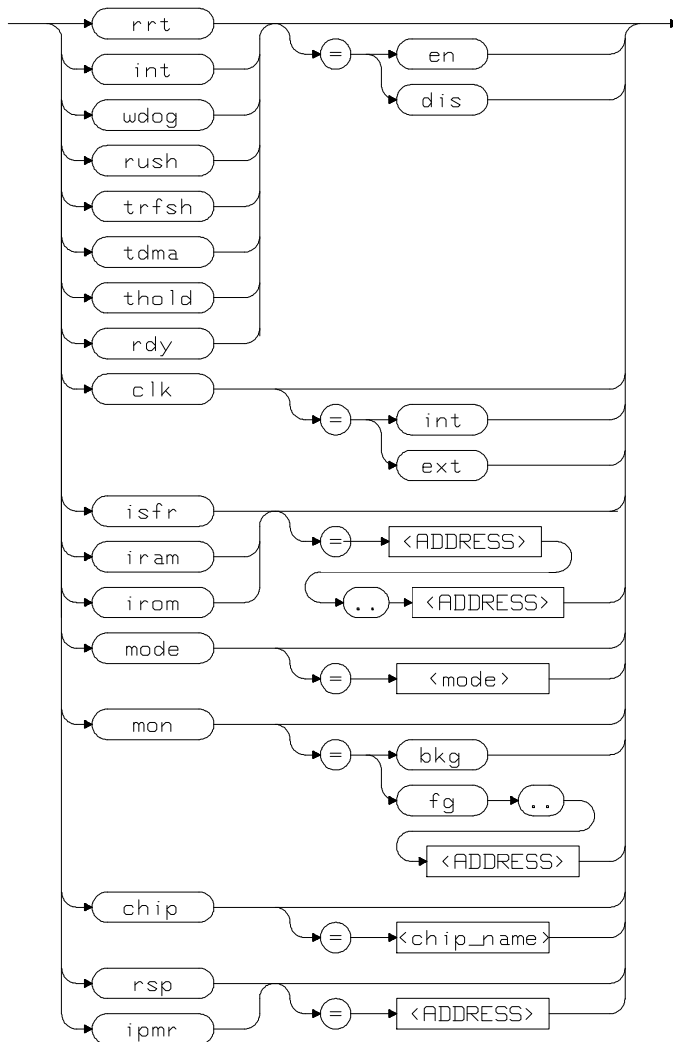 rrt
= en
int
dis
wdog
rush
trfsh
tdma
thold
rdy
clk
= int
ext
isfr
= <ADDRESS>
iram
.. <ADDRESS>
irom
mode
= <mode>
mon
= bkg
fg ..
<ADDRESS>
chip
= <chip_name>
rsp
= <ADDRESS>
ipmr